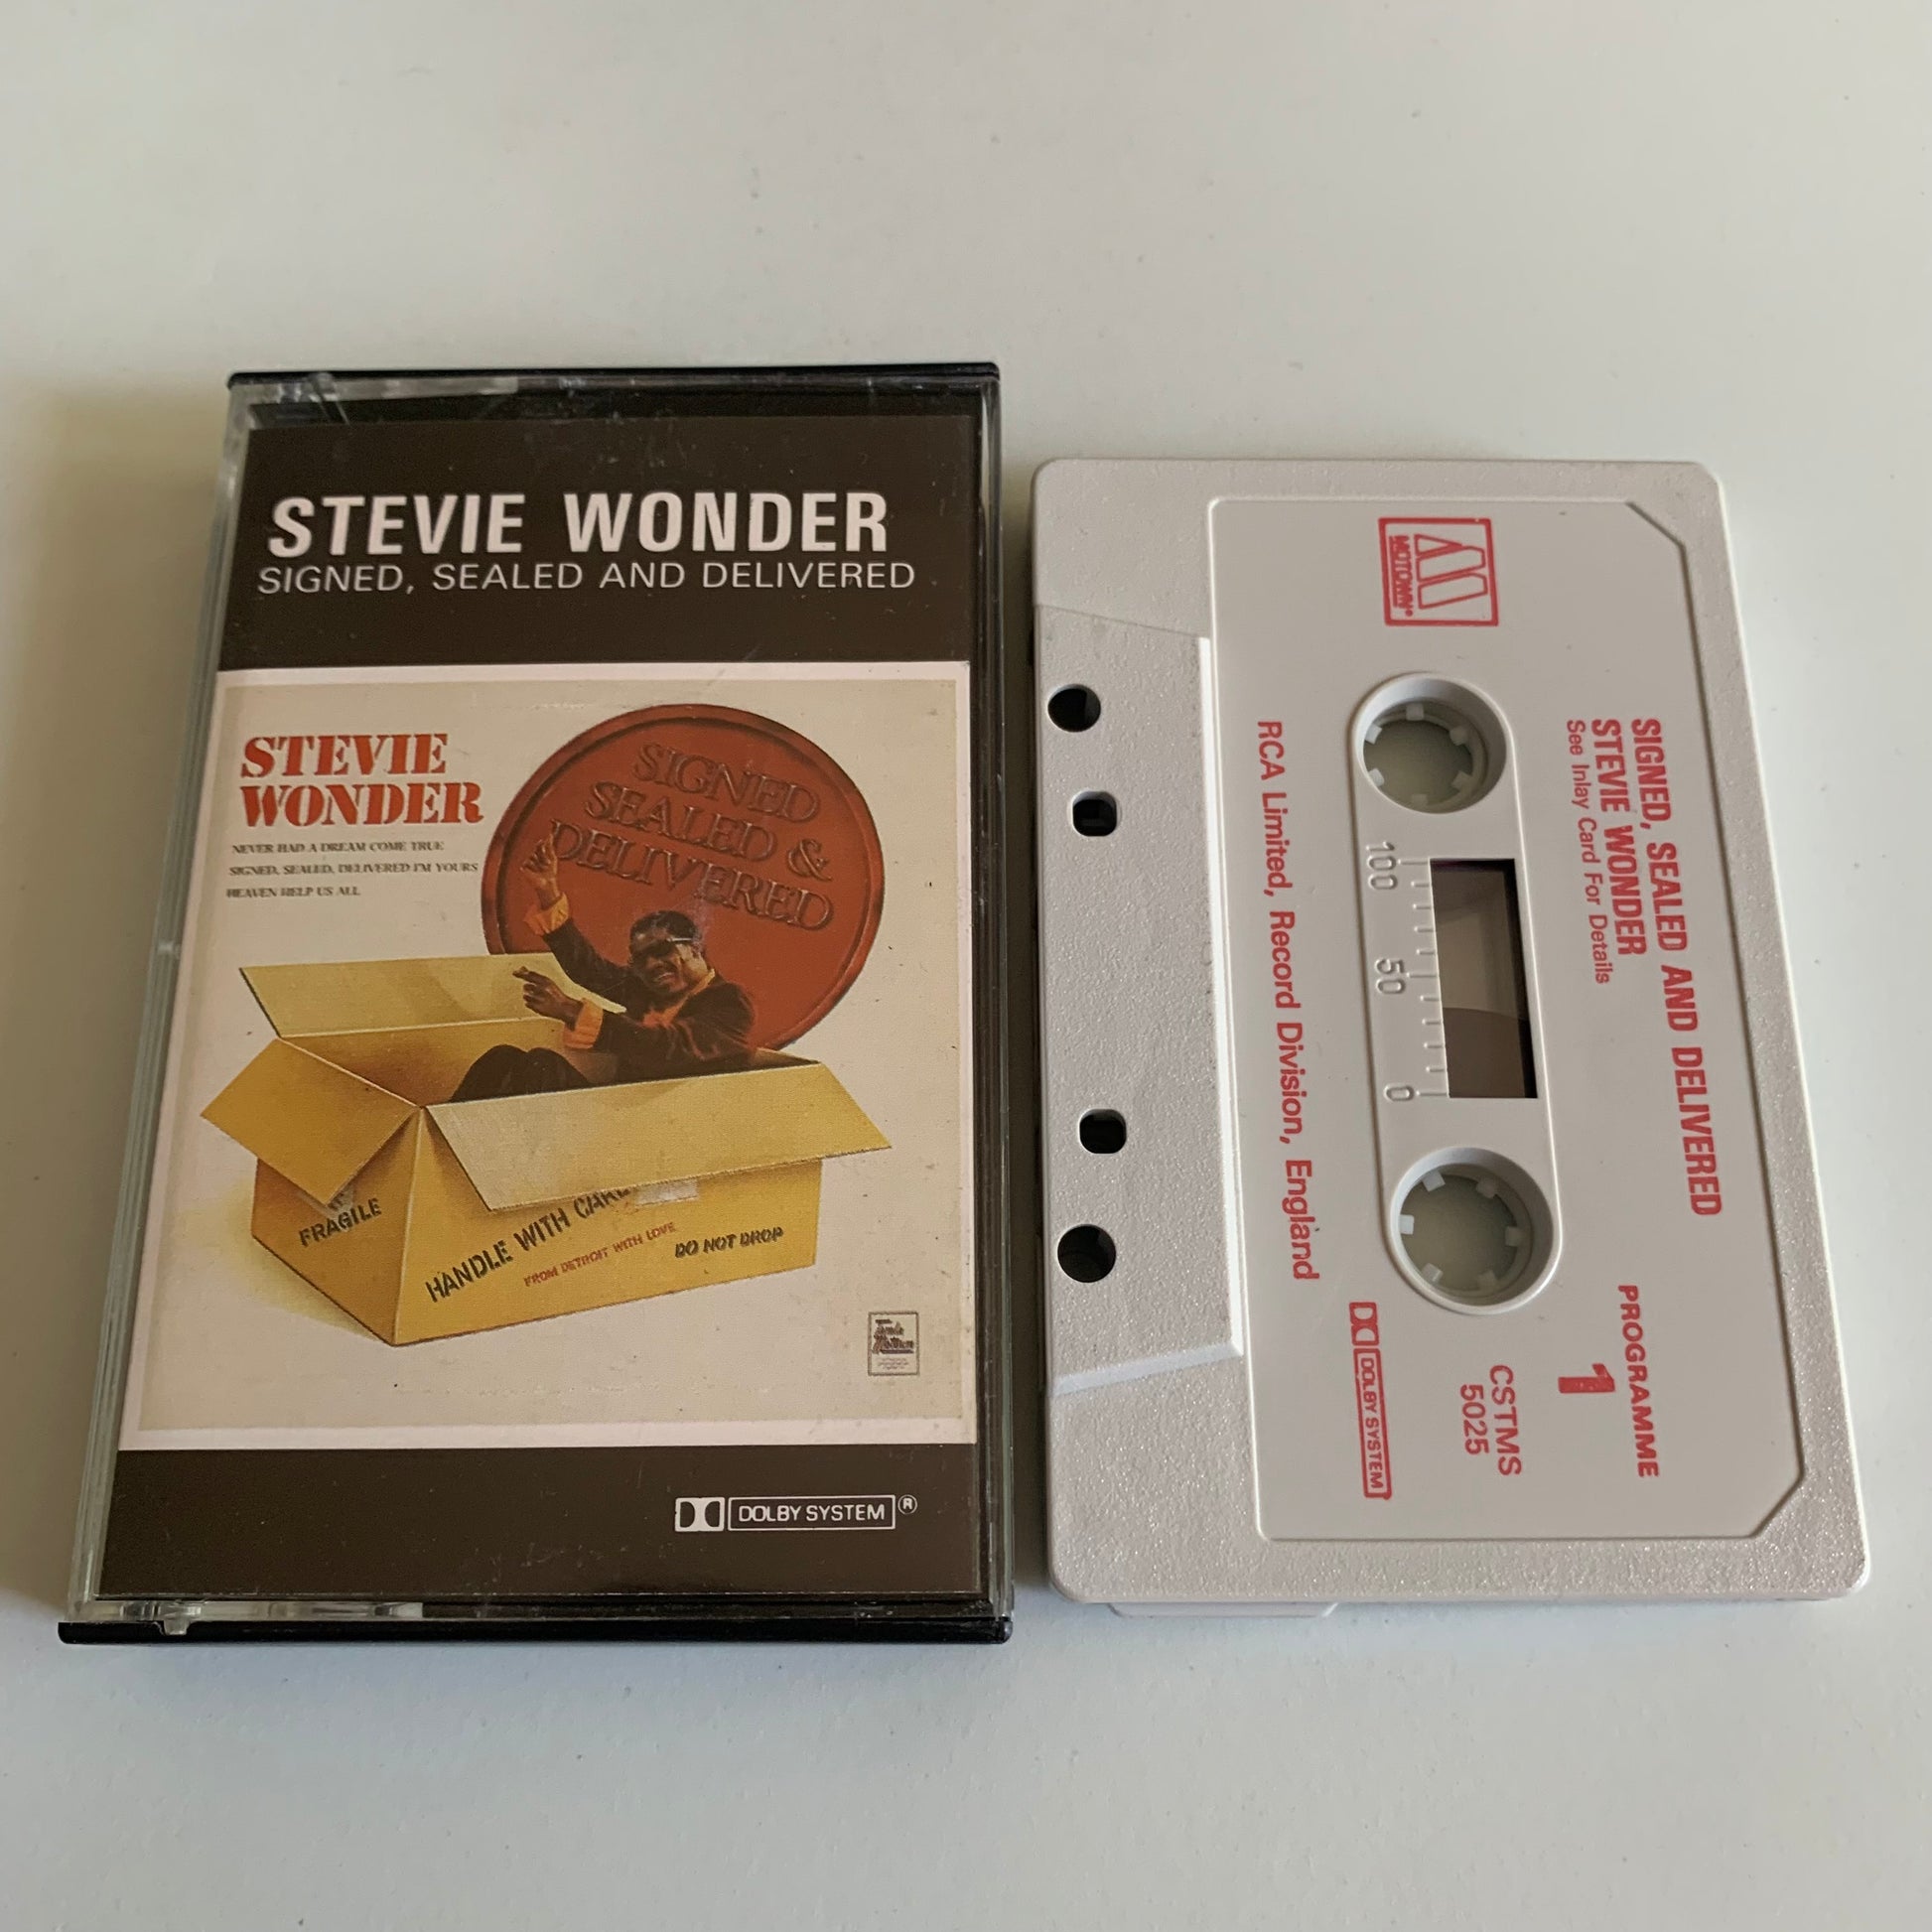 STEVIE WONDER
SIGNED, SEALED AND DELIVERED
STEVIE
WONDER
NEVER HAD A DREAM COME TRUE
SIGNED, SEALED, DELIVERED I'M YOURS
HEAVEN HELP US ALL
SIGNED
SEALED &
DELIVERED
FRAGILE
HANDLE WITH CARE
FROM DETROIT WITH LOVE
DO NOT DROP
Tamla
Motown
DOLBY SYSTEM®
SIGNED, SEALED AND DELIVERED
STEVIE WONDER
See Inlay Card For Details
PROGRAMME
1
CSTMS
5025
MOTOWN®
100 50 0
RCA Limited, Record Division, England
DOLBY SYSTEM